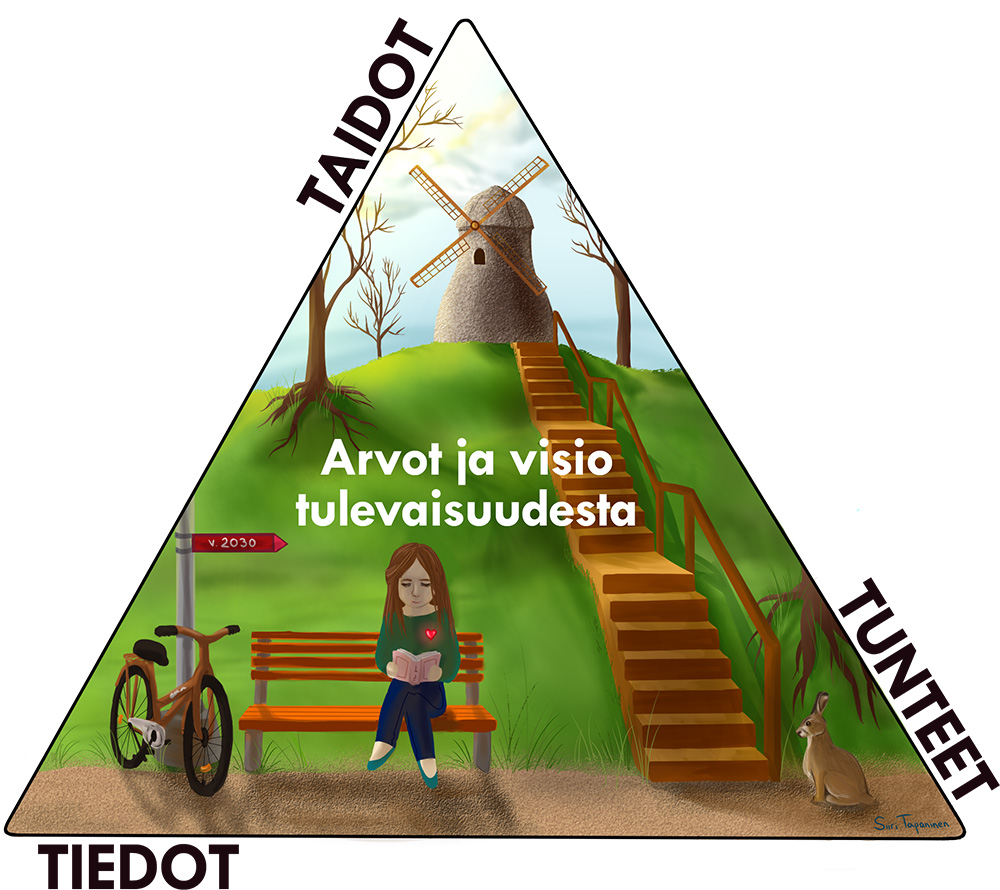 TAIDOT
Arvot ja visio
tulevaisuudesta
v. 2030
TUNTEET
Siiri Tapaninen
TIEDOT